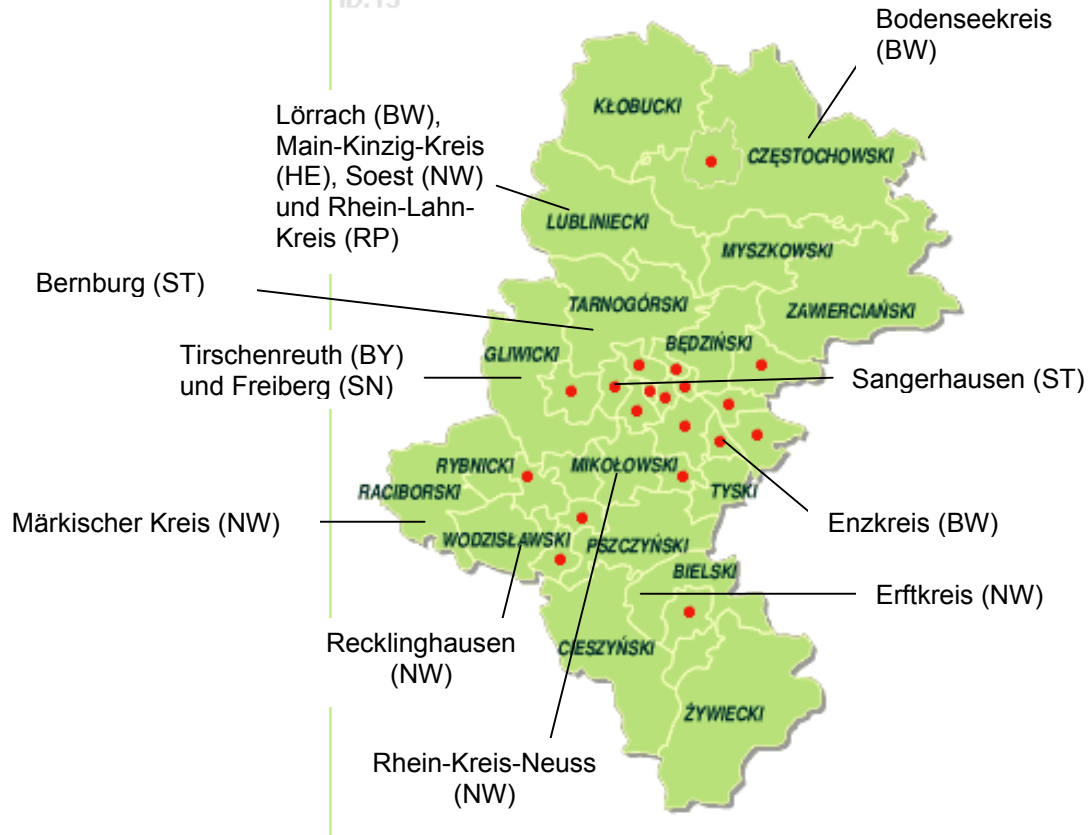 ID:13
Bodenseekreis
(BW)
KŁOBUCKI
Lörrach (BW),
Main-Kinzig-Kreis
(HE), Soest (NW)
und Rhein-Lahn-
Kreis (RP)
CZĘSTOCHOWSKI
LUBLINIECKI
MYSZKOWSKI
Bernburg (ST)
TARNOGÓRSKI
ZAWIERCIAŃSKI
BĘDZIŃSKI
GLIWICKI
Tirschenreuth (BY)
und Freiberg (SN)
Sangerhausen (ST)
RYBNICKI
MIKOŁOWSKI
RACIBORSKI
TYSKI
Märkischer Kreis (NW)
Enzkreis (BW)
WODZISŁAWSKI
PSZCZYŃSKI
BIELSKI
Erftkreis (NW)
Recklinghausen
(NW)
CIESZYŃSKI
ŻYWIECKI
Rhein-Kreis-Neuss
(NW)